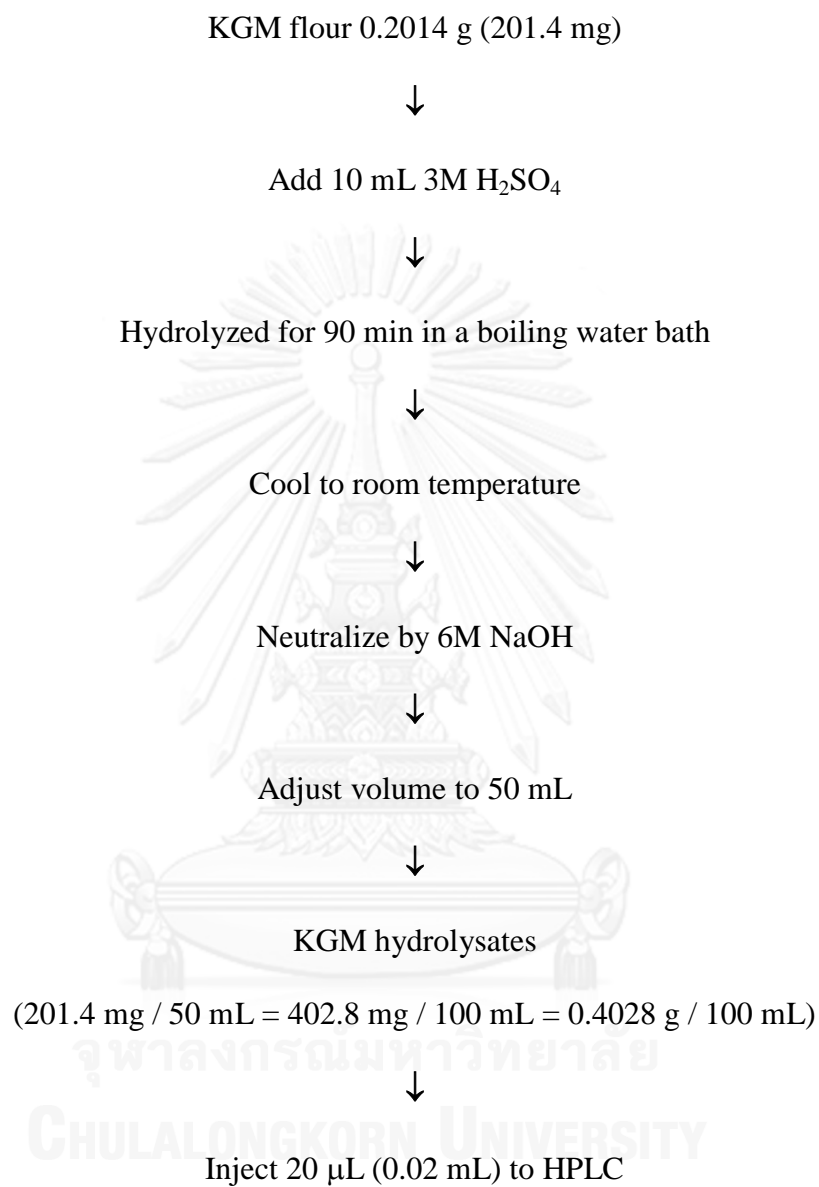 KGM flour 0.2014 g (201.4 mg)
↓
Add 10 mL 3M H₂SO₄
↓
Hydrolyzed for 90 min in a boiling water bath
↓
Cool to room temperature
↓
Neutralize by 6M NaOH
↓
Adjust volume to 50 mL
↓
KGM hydrolysates
(201.4 mg / 50 mL = 402.8 mg / 100 mL = 0.4028 g / 100 mL)
จุฬาลงกรณ์มหาวิทยาลัย
↓
CHULALONGKORN UNIVERSITY
Inject 20 μL (0.02 mL) to HPLC